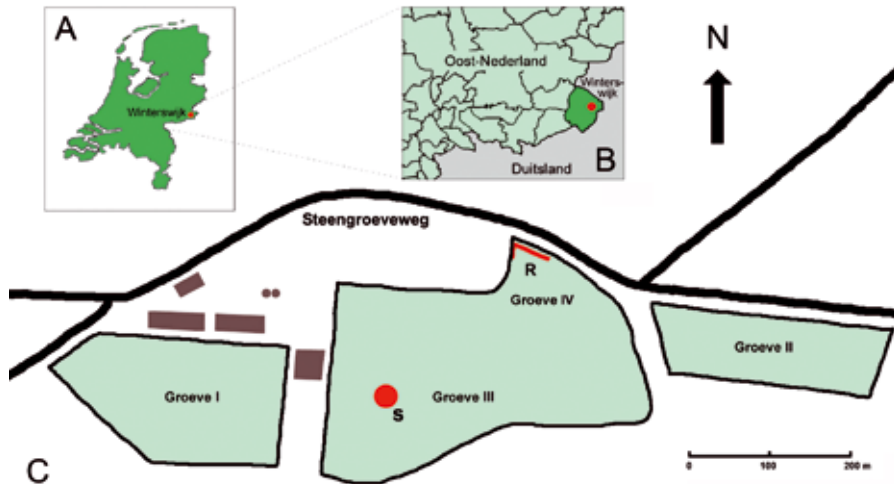 A
Winterswijk
Oost-Nederland
Winters-
wijk
Duitsland
B
N
Steengroeveweg
R
Groeve IV
Groeve II
Groeve I
Groeve III
S
C
0 100 200 m